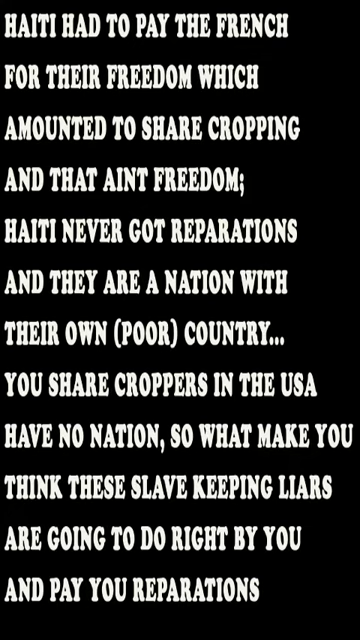 HAITI HAD TO PAY THE FRENCH
FOR THEIR FREEDOM WHICH
AMOUNTED TO SHARE CROPPING
AND THAT AINT FREEDOM;
HAITI NEVER GOT REPARATIONS
AND THEY ARE A NATION WITH
THEIR OWN (POOR) COUNTRY...
YOU SHARE CROPPERS IN THE USA
HAVE NO NATION, SO WHAT MAKE YOU
THINK THESE SLAVE KEEPING LIARS
ARE GOING TO DO RIGHT BY YOU
AND PAY YOU REPARATIONS